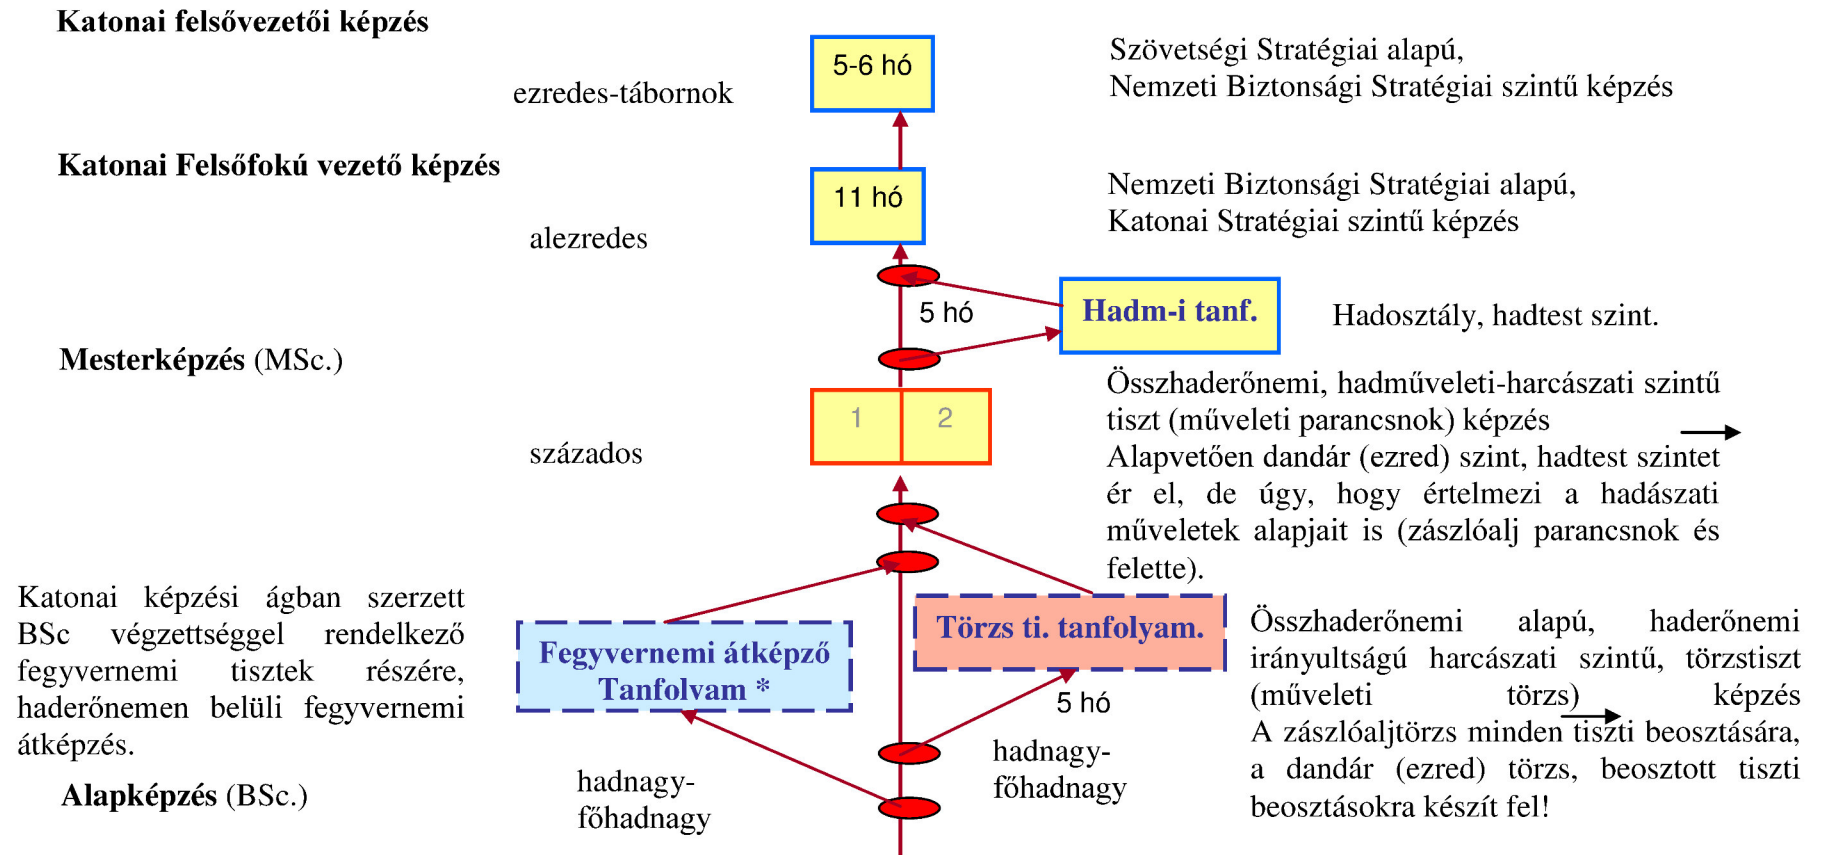 Katonai felsővezetői képzés
5-6 hó
ezredes-tábornok
Szövetségi Stratégiai alapú,
Nemzeti Biztonsági Stratégiai szintű képzés
Katonai Felsőfokú vezető képzés
11 hó
alezredes
Nemzeti Biztonsági Stratégiai alapú,
Katonai Stratégiai szintű képzés
5 hó
Hadm-i tanf.
Hadosztály, hadtest szint.
Mesterképzés (MSc.)
1
2
százados
Összhaderőnemi, hadműveleti-harcászati szintű
tiszt (műveleti parancsnok) képzés
Alapvetően dandár (ezred) szint, hadtest szintet
ér el, de úgy, hogy értelmezi a hadászati
műveletek alapjait is (zászlóalj parancsnok és
felette).
Katonai képzési ágban szerzett
BSc végzettséggel rendelkező
fegyvernemi tisztek részére,
haderőnemen belüli fegyvernemi
átképzés.
Fegyvernemi átképző
Tanfolvam *
Törzs ti. tanfolyam.
5 hó
Összhaderőnemi alapú, haderőnemi
irányultságú harcászati szintű, törzstiszt
(műveleti törzs) képzés
A zászlóaljtörzs minden tiszti beosztására,
a dandár (ezred) törzs, beosztott tiszti
beosztásokra készít fel!
hadnagy-
főhadnagy
hadnagy-
főhadnagy
Alapképzés (BSc.)